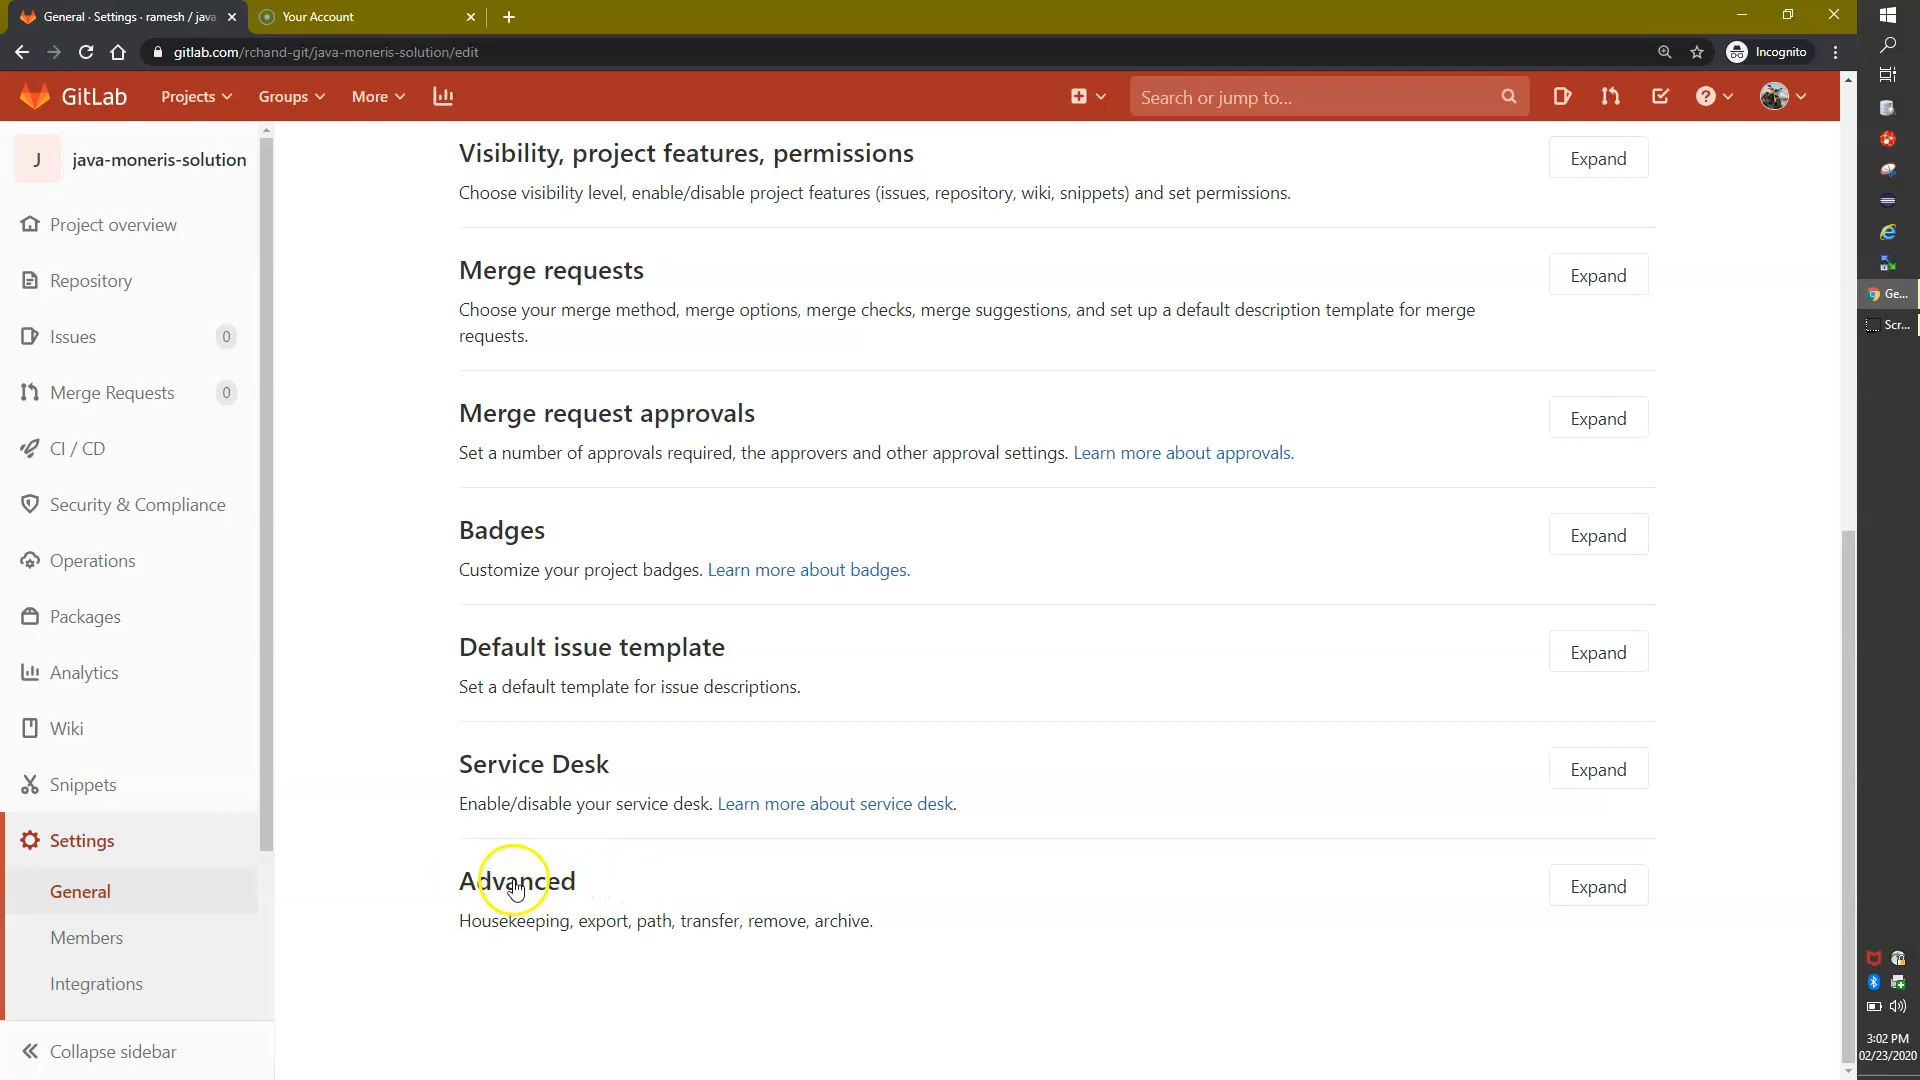 General · Settings · ramesh / java
Your Account
gitlab.com/rchand-git/java-moneris-solution/edit
Incognito
GitLab
Projects
Groups
More
Search or jump to...
J
java-moneris-solution
Project overview
Repository
Issues
0
Merge Requests
0
CI / CD
Security & Compliance
Operations
Packages
Analytics
Wiki
Snippets
Settings
General
Members
Integrations
Collapse sidebar
Visibility, project features, permissions
Expand
Choose visibility level, enable/disable project features (issues, repository, wiki, snippets) and set permissions.
Merge requests
Expand
Choose your merge method, merge options, merge checks, merge suggestions, and set up a default description template for merge
requests.
Merge request approvals
Expand
Set a number of approvals required, the approvers and other approval settings. Learn more about approvals.
Badges
Expand
Customize your project badges. Learn more about badges.
Default issue template
Expand
Set a default template for issue descriptions.
Service Desk
Expand
Enable/disable your service desk. Learn more about service desk.
Advanced
Expand
Housekeeping, export, path, transfer, remove, archive.
Ge...
Scr...
3:02 PM
02/23/2020